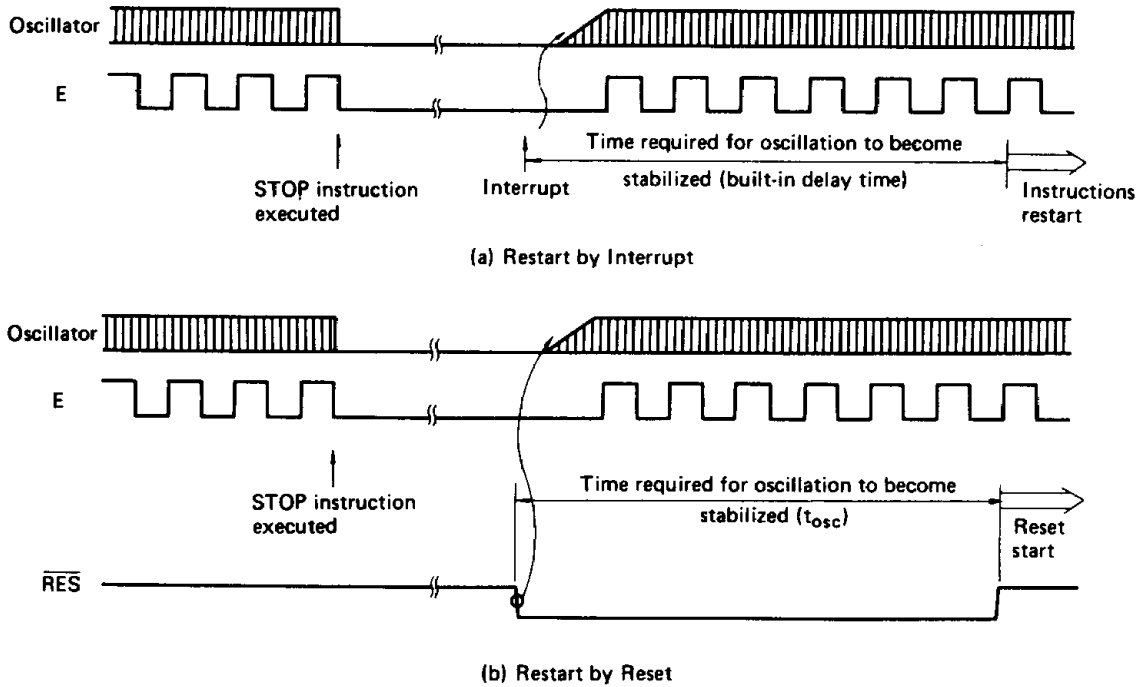 Oscillator
E
Time required for oscillation to become
stabilized (built-in delay time)
STOP instruction
executed
Interrupt
Instructions
restart
(a) Restart by Interrupt
Oscillator
E
STOP instruction
executed
Time required for oscillation to become
stabilized (tosc)
Reset
start
RES
(b) Restart by Reset